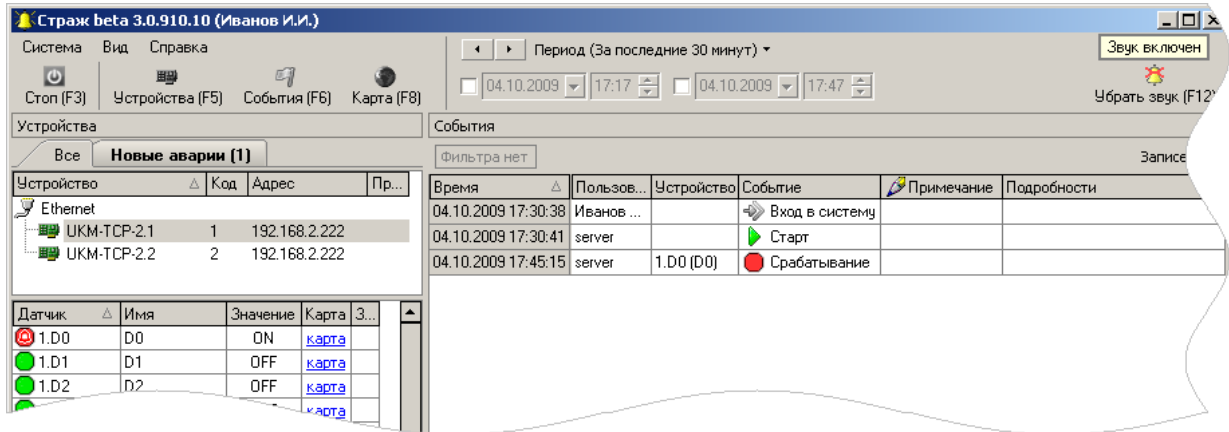 Страж beta 3.0.910.10 (Иванов И.И.)
Система Вид Справка
Период (За последние 30 минут)
Звук включен
Стоп (F3) Устройства (F5) События (F6) Карта (F8)
04.10.2009 17:17 04.10.2009 17:47
Убрать звук (F12)
Устройства
События
Все Новые аварии (1)
Фильтра нет
Записе
Устройство Код Адрес Пр...
Ethernet
UKM-TCP-2.1 1 192.168.2.222
UKM-TCP-2.2 2 192.168.2.222
Время Пользов... Устройство Событие Примечание Подробности
04.10.2009 17:30:38 Иванов ... Вход в систему
04.10.2009 17:30:41 server Старт
04.10.2009 17:45:15 server 1.D0 (D0) Срабатывание
Датчик Имя Значение Карта З...
1.D0 D0 ON карта
1.D1 D1 OFF карта
1.D2 D2 OFF карта
карта